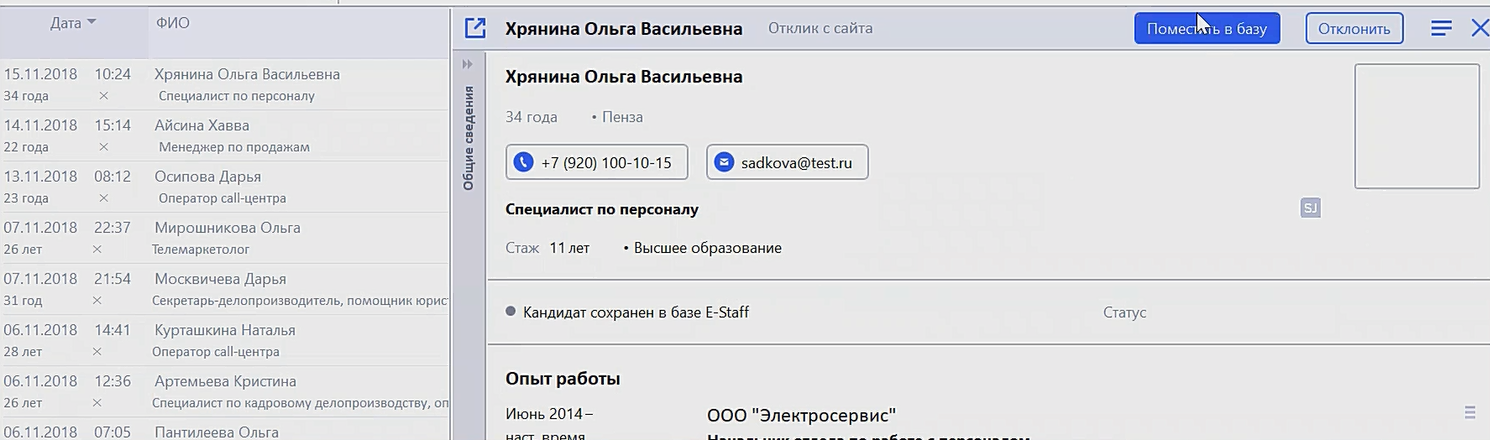 Дата ФИО
15.11.2018 10:24 Хрянина Ольга Васильевна
34 года × Специалист по персоналу
14.11.2018 15:14 Айсина Хавва
22 года × Менеджер по продажам
13.11.2018 08:12 Осипова Дарья
23 года × Оператор call-центра
07.11.2018 22:37 Мирошникова Ольга
26 лет × Телемаркетолог
07.11.2018 21:54 Москвичева Дарья
31 год × Секретарь-делопроизводитель, помощник юрис
06.11.2018 14:41 Курташкина Наталья
28 лет × Оператор call-центра
06.11.2018 12:36 Артемьева Кристина
26 лет × Специалист по кадровому делопроизводству, оп
06.11.2018 07:05 Пантилеева Ольга
Хрянина Ольга Васильевна Отклик с сайта Поместить в базу Отклонить
Общие сведения
Хрянина Ольга Васильевна
34 года • Пенза
+7 (920) 100-10-15 sadkova@test.ru
Специалист по персоналу
SJ
Стаж 11 лет • Высшее образование
Кандидат сохранен в базе E-Staff Статус
Опыт работы
Июнь 2014 – ООО "Электросервис"
наст. время Начальник отдела по работе с персоналом